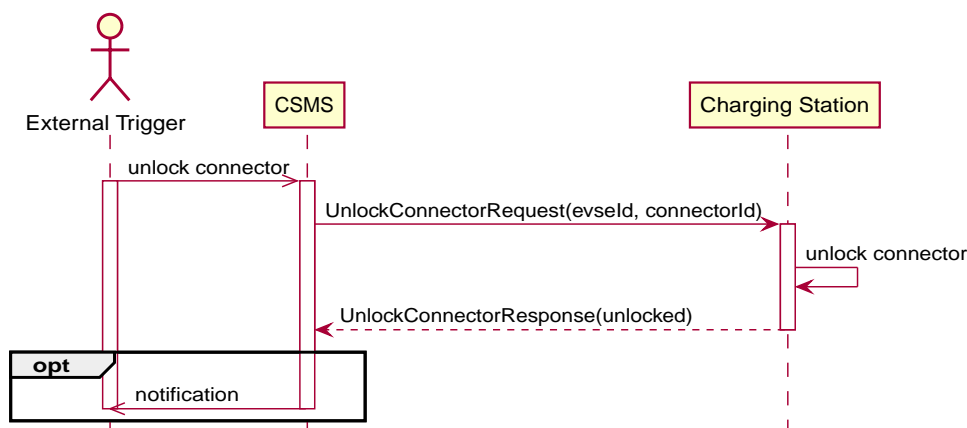 External Trigger
CSMS
Charging Station
unlock connector
UnlockConnectorRequest(evseId, connectorId)
unlock connector
UnlockConnectorResponse(unlocked)
opt
notification